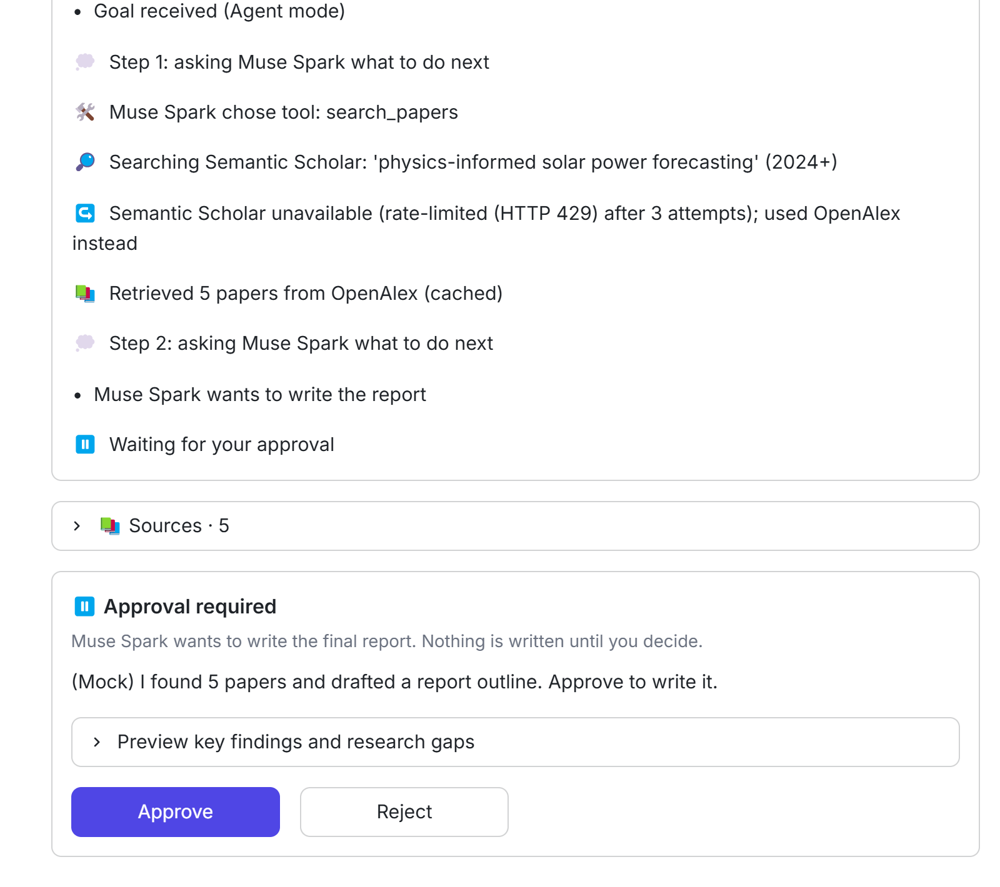 • Goal received (Agent mode)
💭 Step 1: asking Muse Spark what to do next
🛠️ Muse Spark chose tool: search_papers
🔎 Searching Semantic Scholar: 'physics-informed solar power forecasting' (2024+)
↪️ Semantic Scholar unavailable (rate-limited (HTTP 429) after 3 attempts); used OpenAlex
instead
📚 Retrieved 5 papers from OpenAlex (cached)
💭 Step 2: asking Muse Spark what to do next
• Muse Spark wants to write the report
⏸️ Waiting for your approval
📚 Sources · 5
⏸️ Approval required
Muse Spark wants to write the final report. Nothing is written until you decide.
(Mock) I found 5 papers and drafted a report outline. Approve to write it.
Preview key findings and research gaps
Approve
Reject